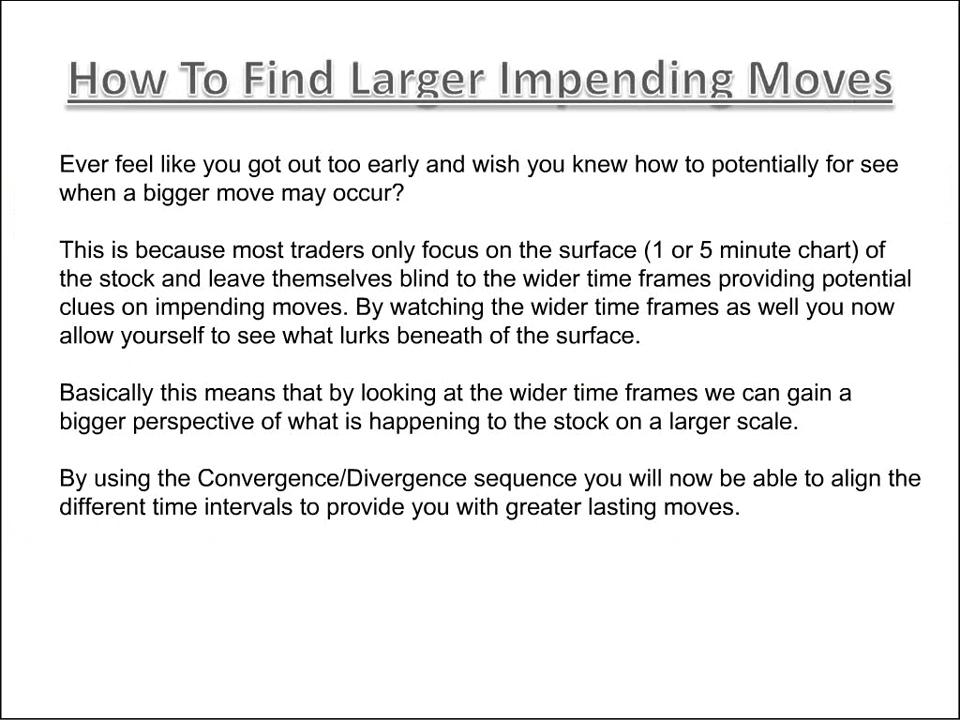 How To Find Larger Impending Moves
Ever feel like you got out too early and wish you knew how to potentially for see
when a bigger move may occur?
This is because most traders only focus on the surface (1 or 5 minute chart) of
the stock and leave themselves blind to the wider time frames providing potential
clues on impending moves. By watching the wider time frames as well you now
allow yourself to see what lurks beneath of the surface.
Basically this means that by looking at the wider time frames we can gain a
bigger perspective of what is happening to the stock on a larger scale.
By using the Convergence/Divergence sequence you will now be able to align the
different time intervals to provide you with greater lasting moves.